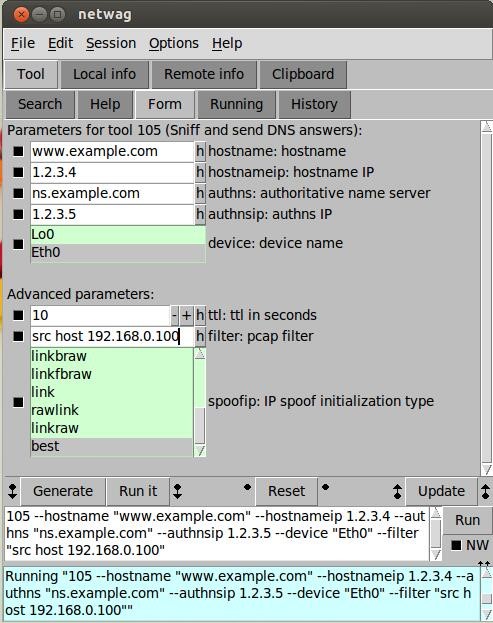 netwag
File Edit Session Options Help
Tool Local info Remote info Clipboard
Search Help Form Running History
Parameters for tool 105 (Sniff and send DNS answers):
www.example.com h hostname: hostname
1.2.3.4 h hostnameip: hostname IP
ns.example.com h authns: authoritative name server
1.2.3.5 h authnsip: authns IP
Lo0
device: device name
Eth0
Advanced parameters:
10 - + h ttl: ttl in seconds
src host 192.168.0.100 h filter: pcap filter
linkbraw
linkfbraw
link
spoofip: IP spoof initialization type
rawlink
linkraw
best
Generate Run it Reset Update
105 --hostname "www.example.com" --hostnameip 1.2.3.4 --aut
hns "ns.example.com" --authnsip 1.2.3.5 --device "Eth0" --filter
"src host 192.168.0.100"
Run
NW
Running "105 --hostname "www.example.com" --hostnameip 1.2.3.4 --a
uthns "ns.example.com" --authnsip 1.2.3.5 --device "Eth0" --filter "src h
ost 192.168.0.100""